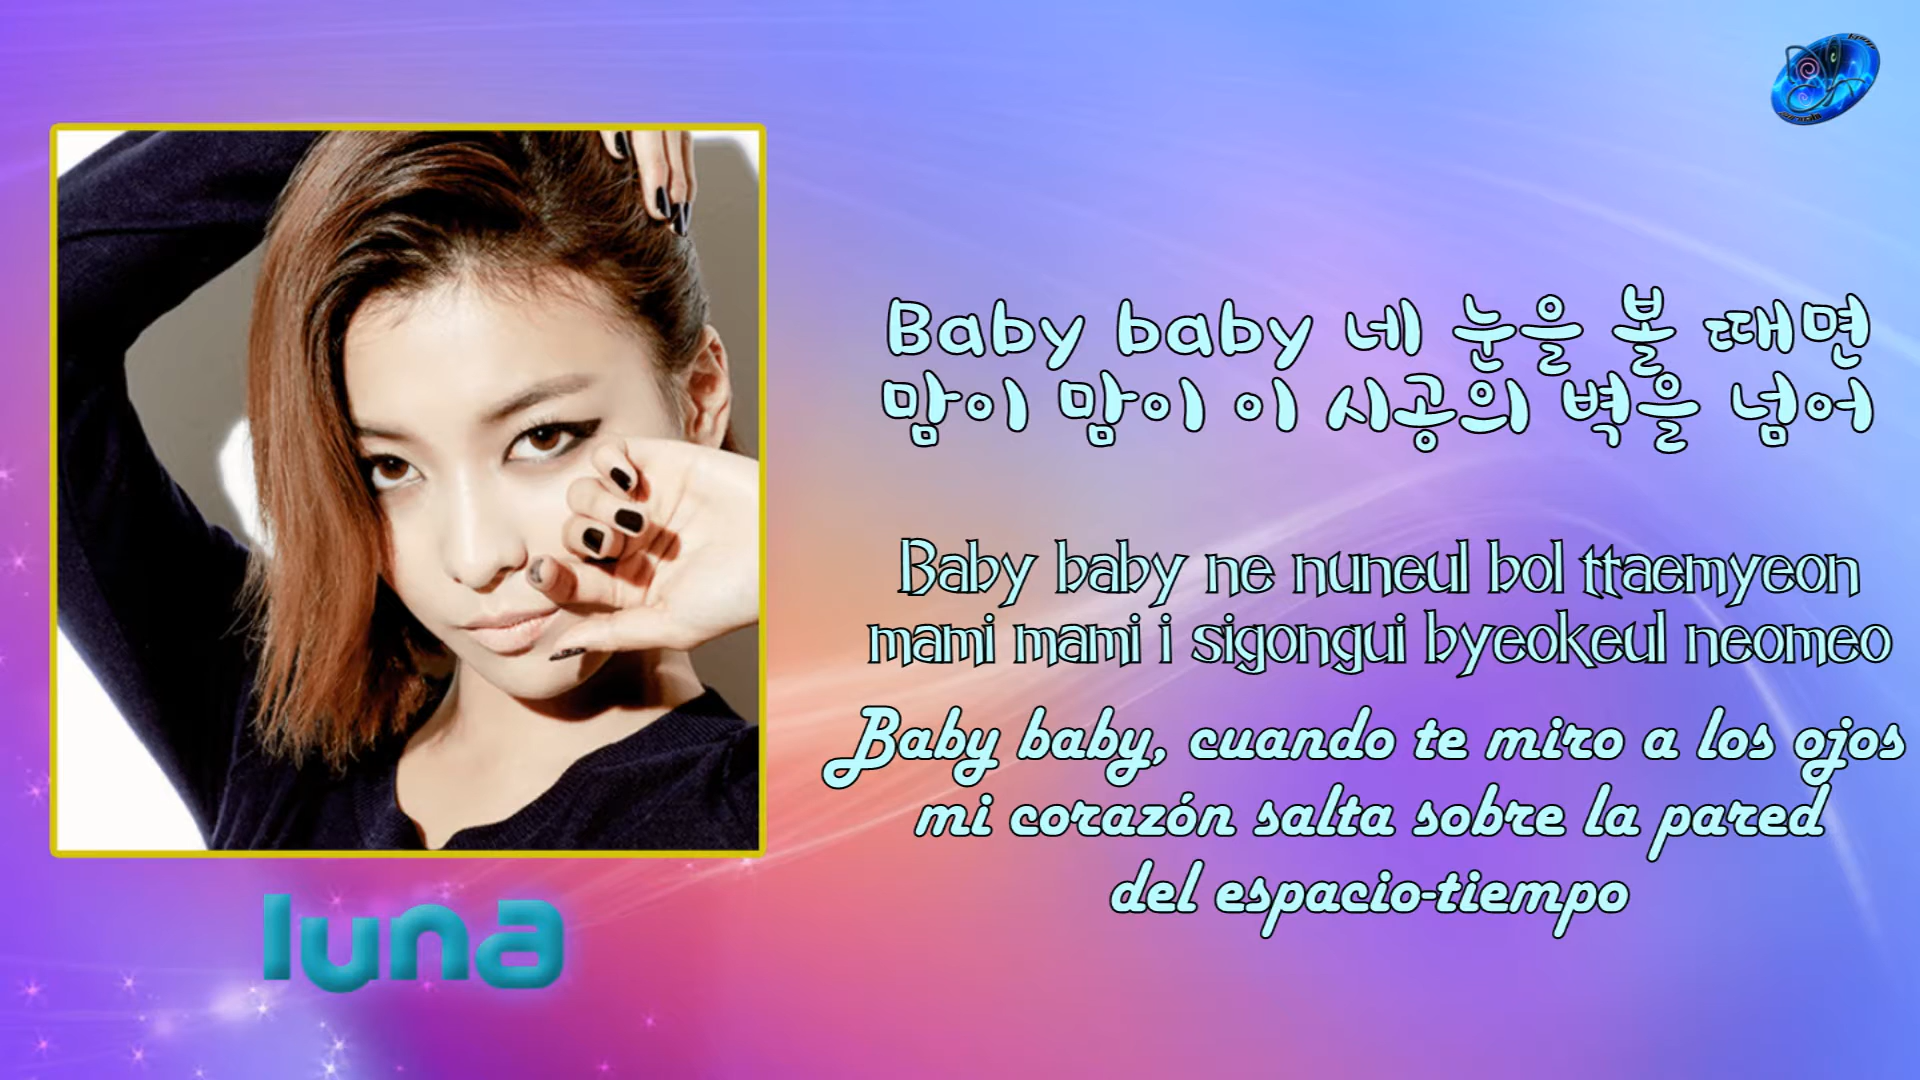 Baby baby 네 눈을 볼 때면
맘이 맘이 이 시공의 벽을 넘어
Baby baby ne nuneul bol ttaemyeon
mami mami i sigongui byeokeul neomeo
Baby baby, cuando te miro a los ojos
mi corazón salta sobre la pared
del espacio-tiempo
luna